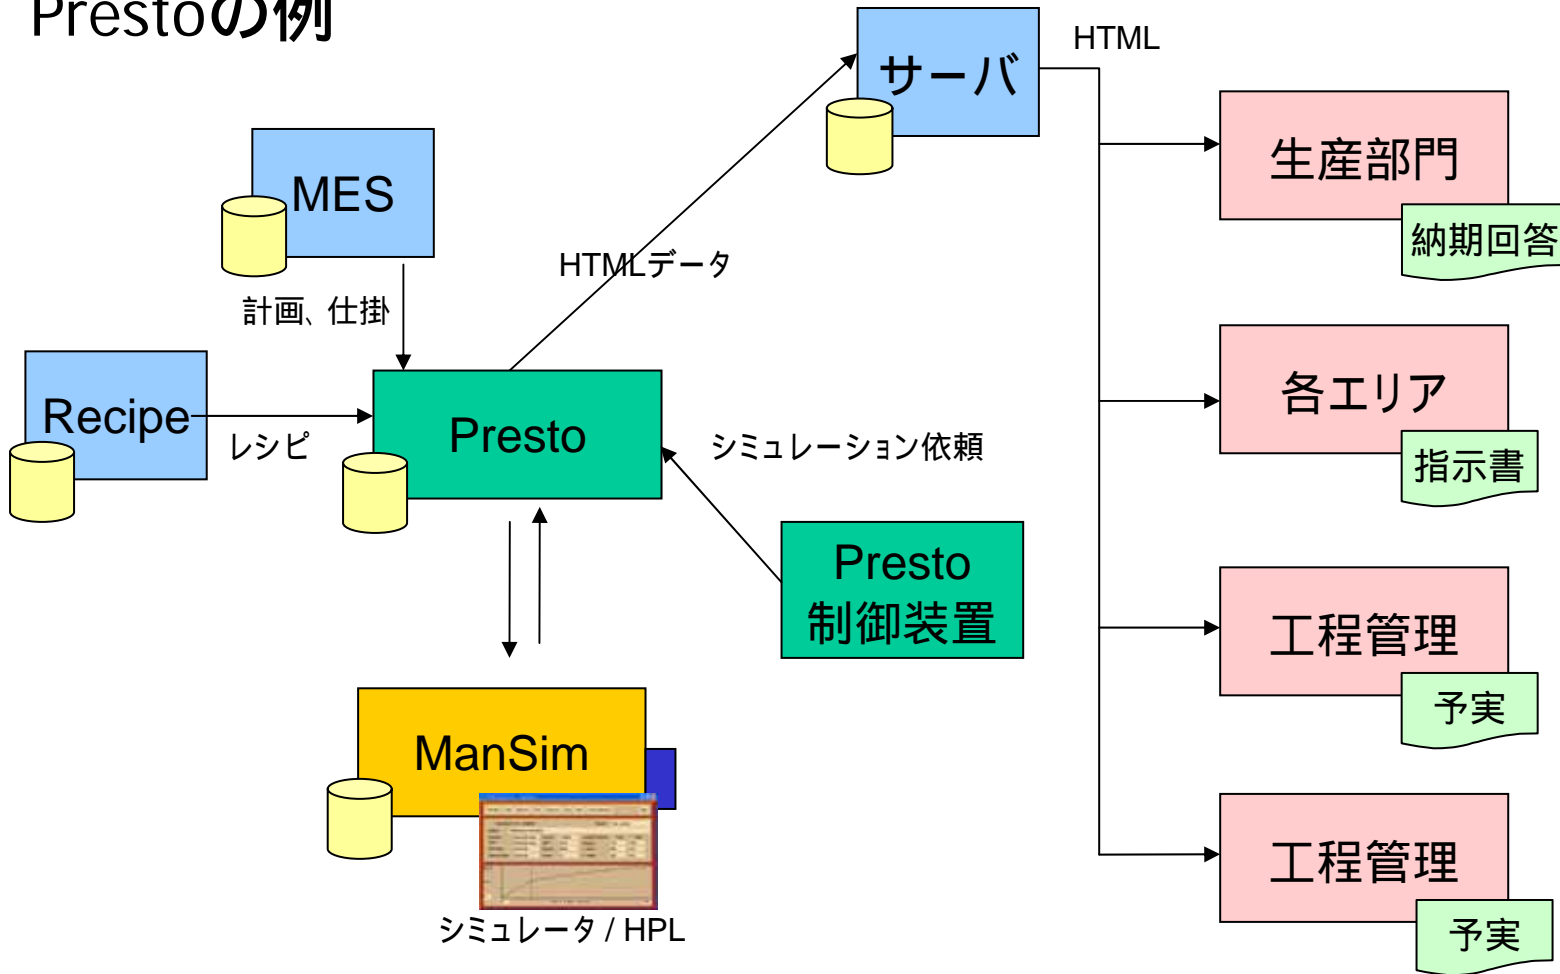 Prestoの例
サーバ
HTML
MES
生産部門
納期回答
HTMLデータ
計画、仕掛
Recipe
レシピ
Presto
シミュレーション依頼
各エリア
指示書
Presto
制御装置
工程管理
予実
ManSim
シミュレータ / HPL
工程管理
予実